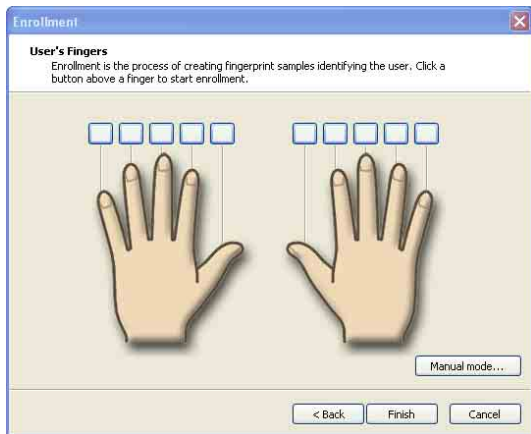 Enrollment
User's Fingers
Enrollment is the process of creating fingerprint samples identifying the user. Click a
button above a finger to start enrollment.
Manual mode...
< Back Finish Cancel